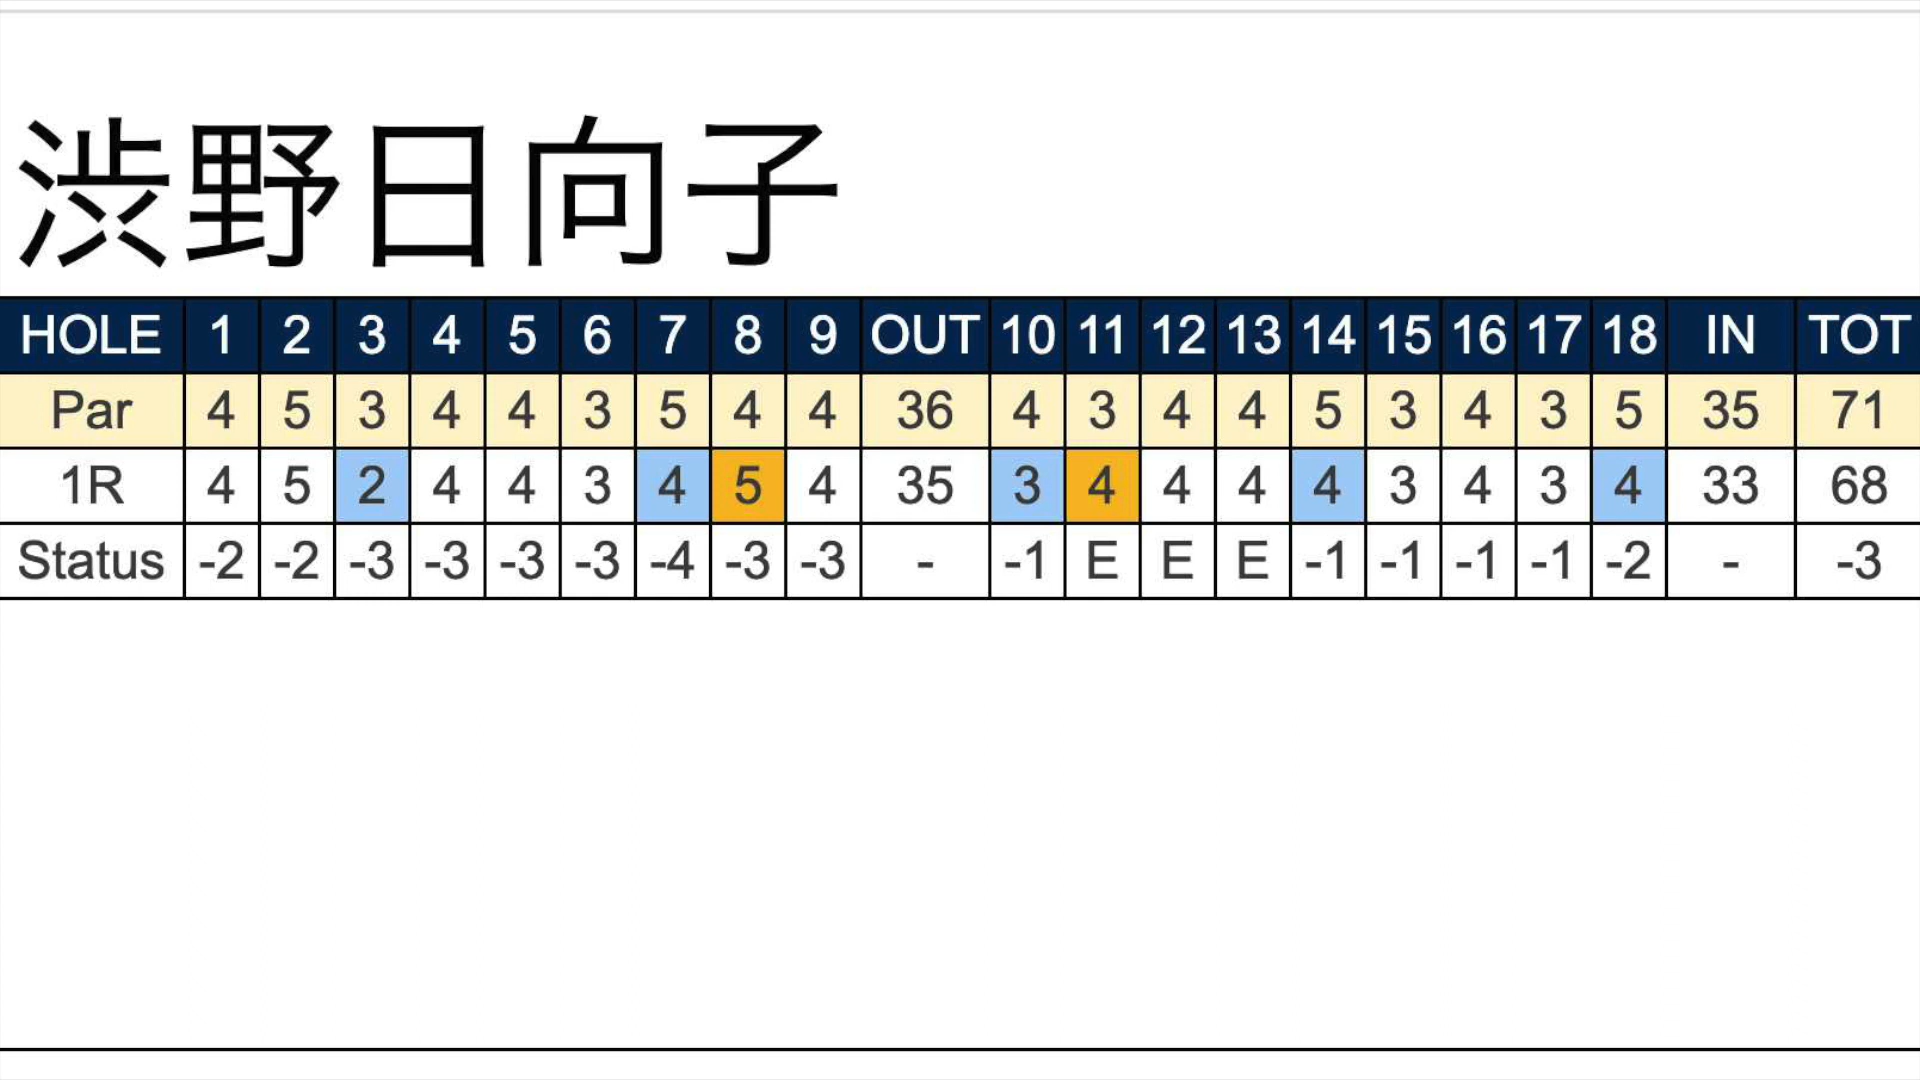 渋野日向子
HOLE 1 2 3 4 5 6 7 8 9 OUT 10 11 12 13 14 15 16 17 18 IN TOT
Par 4 5 3 4 4 3 5 4 4 36 4 3 4 4 5 3 4 3 5 35 71
1R 4 5 2 4 4 3 4 5 4 35 3 4 4 4 4 3 4 3 4 33 68
Status -2 -2 -3 -3 -3 -3 -4 -3 -3 - -1 E E E -1 -1 -1 -1 -2 - -3